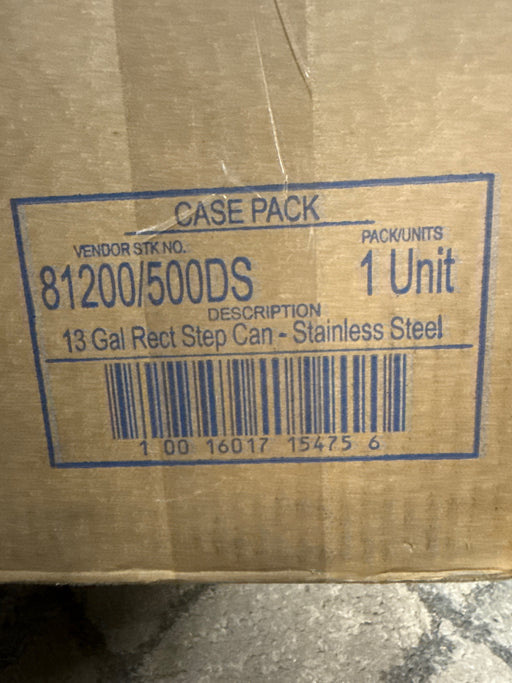 CASE PACK
VENDOR STK NO.
PACK/UNITS
81200/500DS
1 Unit
DESCRIPTION
13 Gal Rect Step Can - Stainless Steel
1 00 16017 15475 6